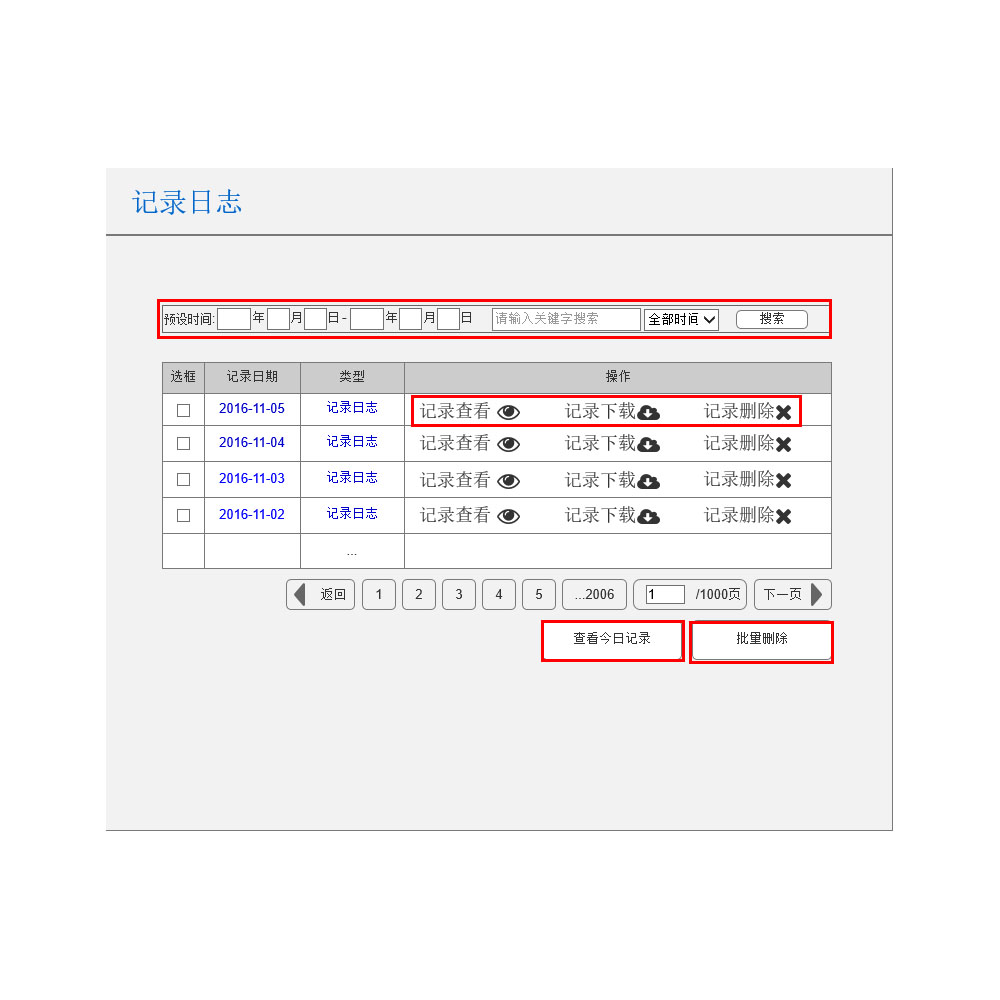 记录日志
预设时间: 年 月 日 - 年 月 日 请输入关键字搜索 全部时间 搜索
选框 记录日期 类型 操作
2016-11-05 记录日志 记录查看 记录下载 记录删除
2016-11-04 记录日志 记录查看 记录下载 记录删除
2016-11-03 记录日志 记录查看 记录下载 记录删除
2016-11-02 记录日志 记录查看 记录下载 记录删除
...
返回 1 2 3 4 5 ...2006 1 /1000页 下一页
查看今日记录 批里删除